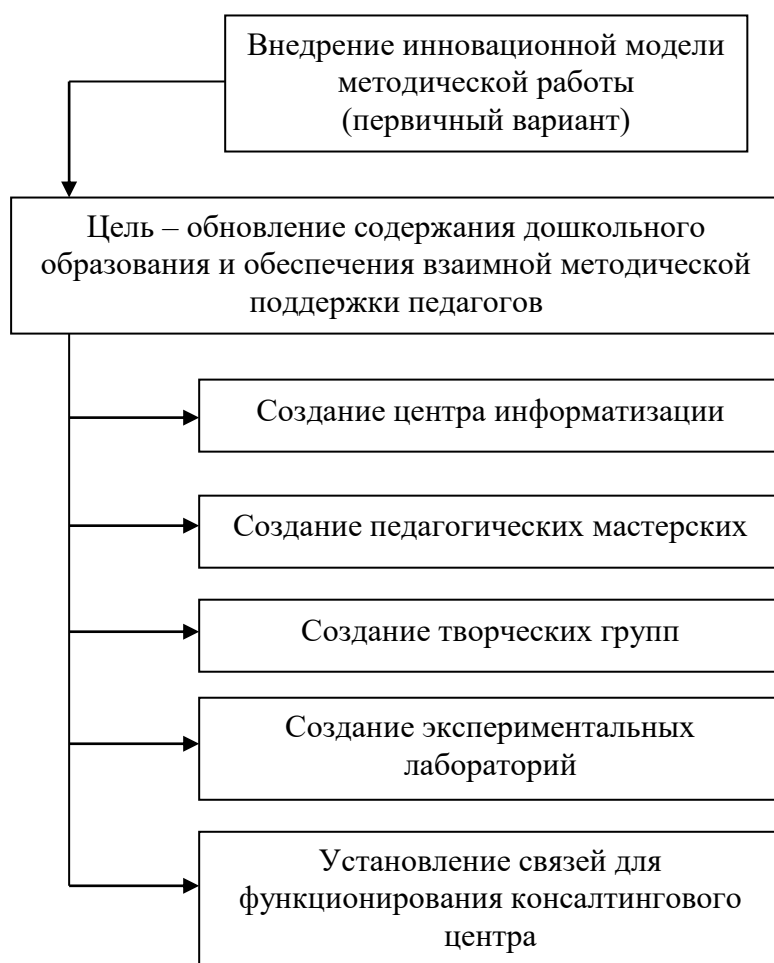 Внедрение инновационной модели
методической работы
(первичный вариант)
Цель – обновление содержания дошкольного
образования и обеспечения взаимной методической
поддержки педагогов
Создание центра информатизации
Создание педагогических мастерских
Создание творческих групп
Создание экспериментальных
лабораторий
Установление связей для
функционирования консалтингового
центра